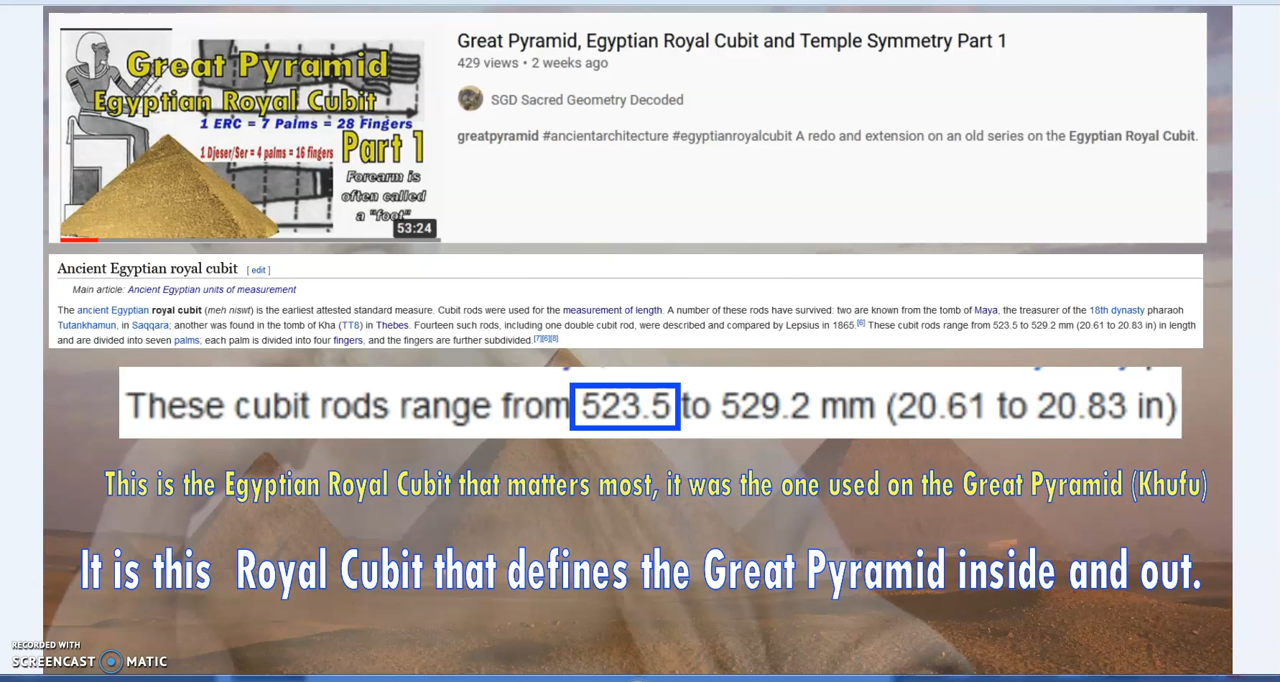 Great Pyramid
Egyptian Royal Cubit
1 ERC = 7 Palms = 28 Fingers
Part 1
1 Djeser/Ser = 4 palms = 16 fingers
Forearm is
often called
a "foot"
53:24
Great Pyramid, Egyptian Royal Cubit and Temple Symmetry Part 1
429 views • 2 weeks ago
SGD Sacred Geometry Decoded
greatpyramid #ancientarchitecture #egyptianroyalcubit A redo and extension on an old series on the Egyptian Royal Cubit.
Ancient Egyptian royal cubit [ edit ]
Main article: Ancient Egyptian units of measurement
The ancient Egyptian royal cubit (meh niswt) is the earliest attested standard measure. Cubit rods were used for the measurement of length. A number of these rods have survived: two are known from the tomb of Maya, the treasurer of the 18th dynasty pharaoh
Tutankhamun, in Saqqara; another was found in the tomb of Kha (TT8) in Thebes. Fourteen such rods, including one double cubit rod, were described and compared by Lepsius in 1865.[6] These cubit rods range from 523.5 to 529.2 mm (20.61 to 20.83 in) in length
and are divided into seven palms; each palm is divided into four fingers, and the fingers are further subdivided.[7][6][8]
These cubit rods range from 523.5 to 529.2 mm (20.61 to 20.83 in)
This is the Egyptian Royal Cubit that matters most, it was the one used on the Great Pyramid (Khufu)
It is this Royal Cubit that defines the Great Pyramid inside and out.
RECORDED WITH
SCREENCAST MATIC